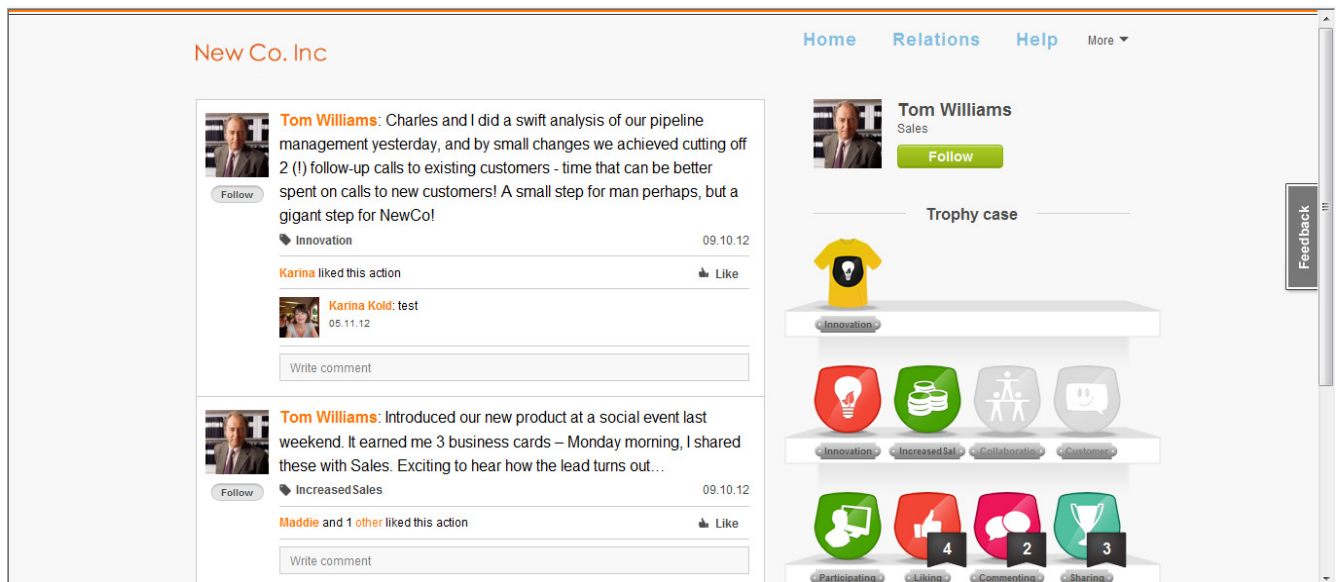 New Co. Inc
Home Relations Help More
Tom Williams: Charles and I did a swift analysis of our pipeline
management yesterday, and by small changes we achieved cutting off
2 (!) follow-up calls to existing customers - time that can be better
spent on calls to new customers! A small step for man perhaps, but a
gigant step for NewCo!
Follow
Innovation 09.10.12
Karina liked this action Like
Karina Kold: test
05.11.12
Write comment
Tom Williams: Introduced our new product at a social event last
weekend. It earned me 3 business cards – Monday morning, I shared
these with Sales. Exciting to hear how the lead turns out…
Follow
IncreasedSales 09.10.12
Maddie and 1 other liked this action Like
Write comment
Tom Williams
Sales
Follow
Trophy case
Innovation
Innovation IncreasedSal Collaboratio Customer
4 2 3
Participating Liking Commenting Sharing
Feedback